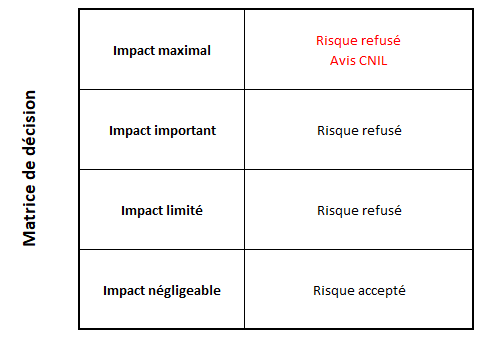 Matrice de décision
Impact maximal
Risque refusé
Avis CNIL
Impact important
Risque refusé
Impact limité
Risque refusé
Impact négligeable
Risque accepté